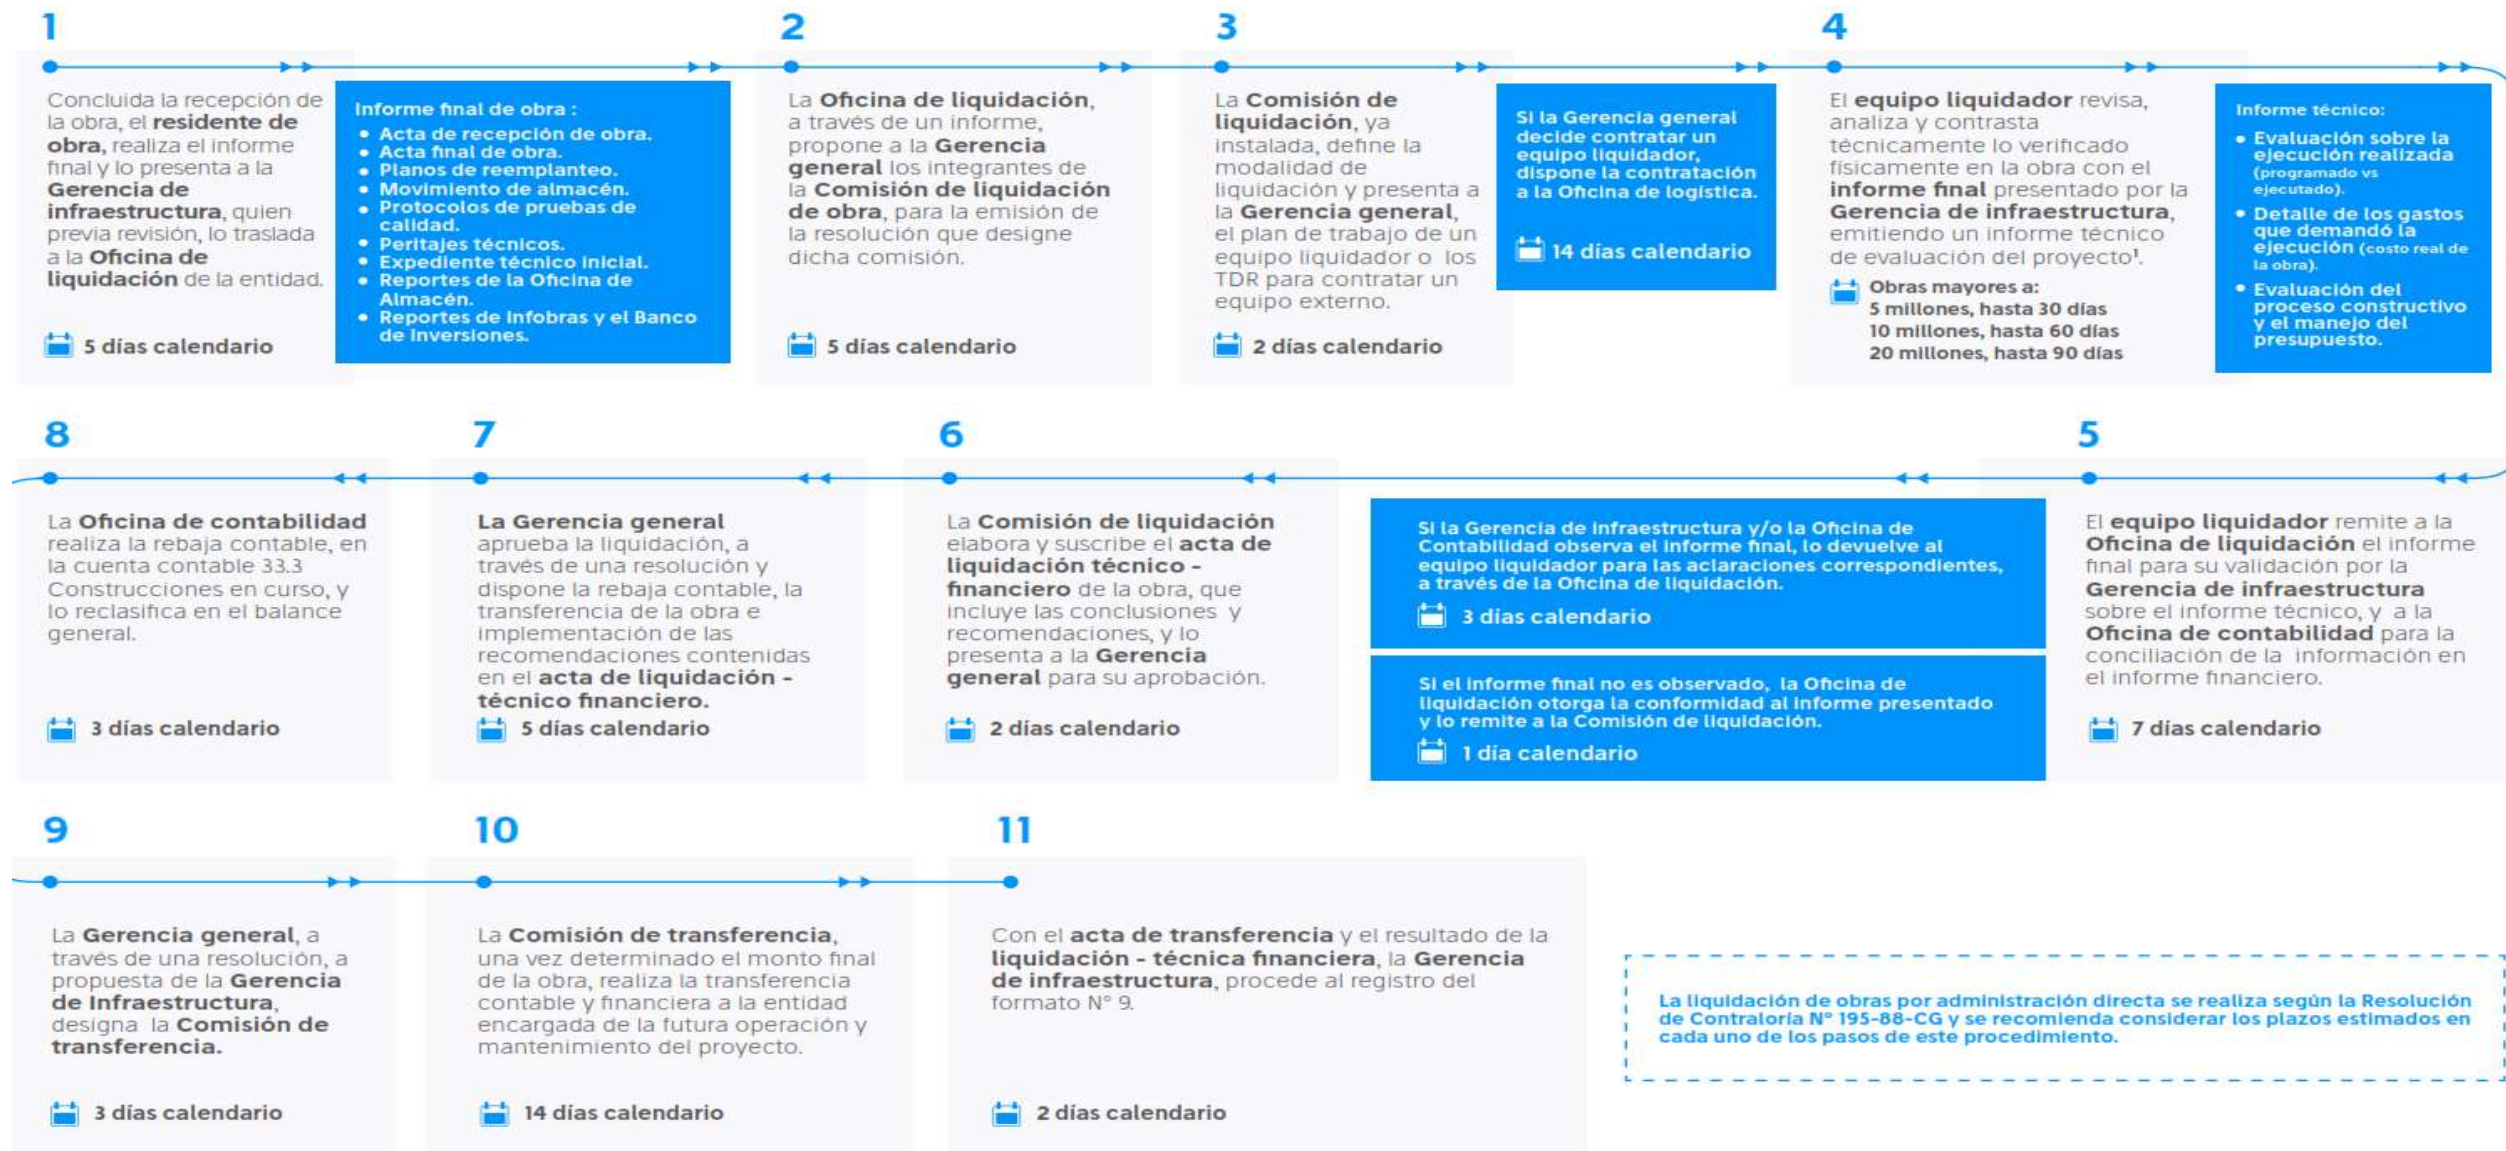 1
Concluida la recepción de
la obra, el residente de
obra, realiza el informe
final y lo presenta a la
Gerencia de
infraestructura, quien
previa revisión, lo traslada
a la Oficina de
liquidación de la entidad.
5 días calendario
Informe final de obra :
• Acta de recepción de obra.
• Acta final de obra.
• Planos de reemplanteo.
• Movimiento de almacén.
• Protocolos de pruebas de
calidad.
• Peritajes técnicos.
• Expediente técnico inicial.
• Reportes de la Oficina de
Almacén.
• Reportes de Infobras y el Banco
de Inversiones.
2
La Oficina de liquidación,
a través de un informe,
propone a la Gerencia
general los integrantes de
la Comisión de liquidación
de obra, para la emisión de
la resolución que designe
dicha comisión.
5 días calendario
3
La Comisión de
liquidación, ya
instalada, define la
modalidad de
liquidación y presenta a
la Gerencia general,
el plan de trabajo de un
equipo liquidador o los
TDR para contratar un
equipo externo.
2 días calendario
Si la Gerencia general
decide contratar un
equipo liquidador,
dispone la contratación
a la Oficina de logística.
14 días calendario
4
El equipo liquidador revisa,
analiza y contrasta
técnicamente lo verificado
físicamente en la obra con el
informe final presentado por la
Gerencia de infraestructura,
emitiendo un informe técnico
de evaluación del proyecto¹.
Obras mayores a:
5 millones, hasta 30 días
10 millones, hasta 60 días
20 millones, hasta 90 días
Informe técnico:
• Evaluación sobre la
ejecución realizada
(programado vs
ejecutado).
• Detalle de los gastos
que demandó la
ejecución (costo real de
la obra).
• Evaluación del
proceso constructivo
y el manejo del
presupuesto.
5
El equipo liquidador remite a la
Oficina de liquidación el informe
final para su validación por la
Gerencia de infraestructura
sobre el informe técnico, y a la
Oficina de contabilidad para la
conciliación de la información en
el informe financiero.
7 días calendario
Si la Gerencia de infraestructura y/o la Oficina de
Contabilidad observa el informe final, lo devuelve al
equipo liquidador para las aclaraciones correspondientes,
a través de la Oficina de liquidación.
3 días calendario
Si el informe final no es observado, la Oficina de
liquidación otorga la conformidad al Informe presentado
y lo remite a la Comisión de liquidación.
1 día calendario
6
La Comisión de liquidación
elabora y suscribe el acta de
liquidación técnico -
financiero de la obra, que
incluye las conclusiones y
recomendaciones, y lo
presenta a la Gerencia
general para su aprobación.
2 días calendario
7
La Gerencia general
aprueba la liquidación, a
través de una resolución y
dispone la rebaja contable, la
transferencia de la obra e
implementación de las
recomendaciones contenidas
en el acta de liquidación -
técnico financiero.
5 días calendario
8
La Oficina de contabilidad
realiza la rebaja contable, en
la cuenta contable 33.3
Construcciones en curso, y
lo reclasifica en el balance
general.
3 días calendario
9
La Gerencia general, a
través de una resolución, a
propuesta de la Gerencia
de Infraestructura,
designa la Comisión de
transferencia.
3 días calendario
10
La Comisión de transferencia,
una vez determinado el monto final
de la obra, realiza la transferencia
contable y financiera a la entidad
encargada de la futura operación y
mantenimiento del proyecto.
14 días calendario
11
Con el acta de transferencia y el resultado de la
liquidación - técnica financiera, la Gerencia
de infraestructura, procede al registro del
formato N° 9.
2 días calendario
La liquidación de obras por administración directa se realiza según la Resolución
de Contraloría Nº 195-88-CG y se recomienda considerar los plazos estimados en
cada uno de los pasos de este procedimiento.